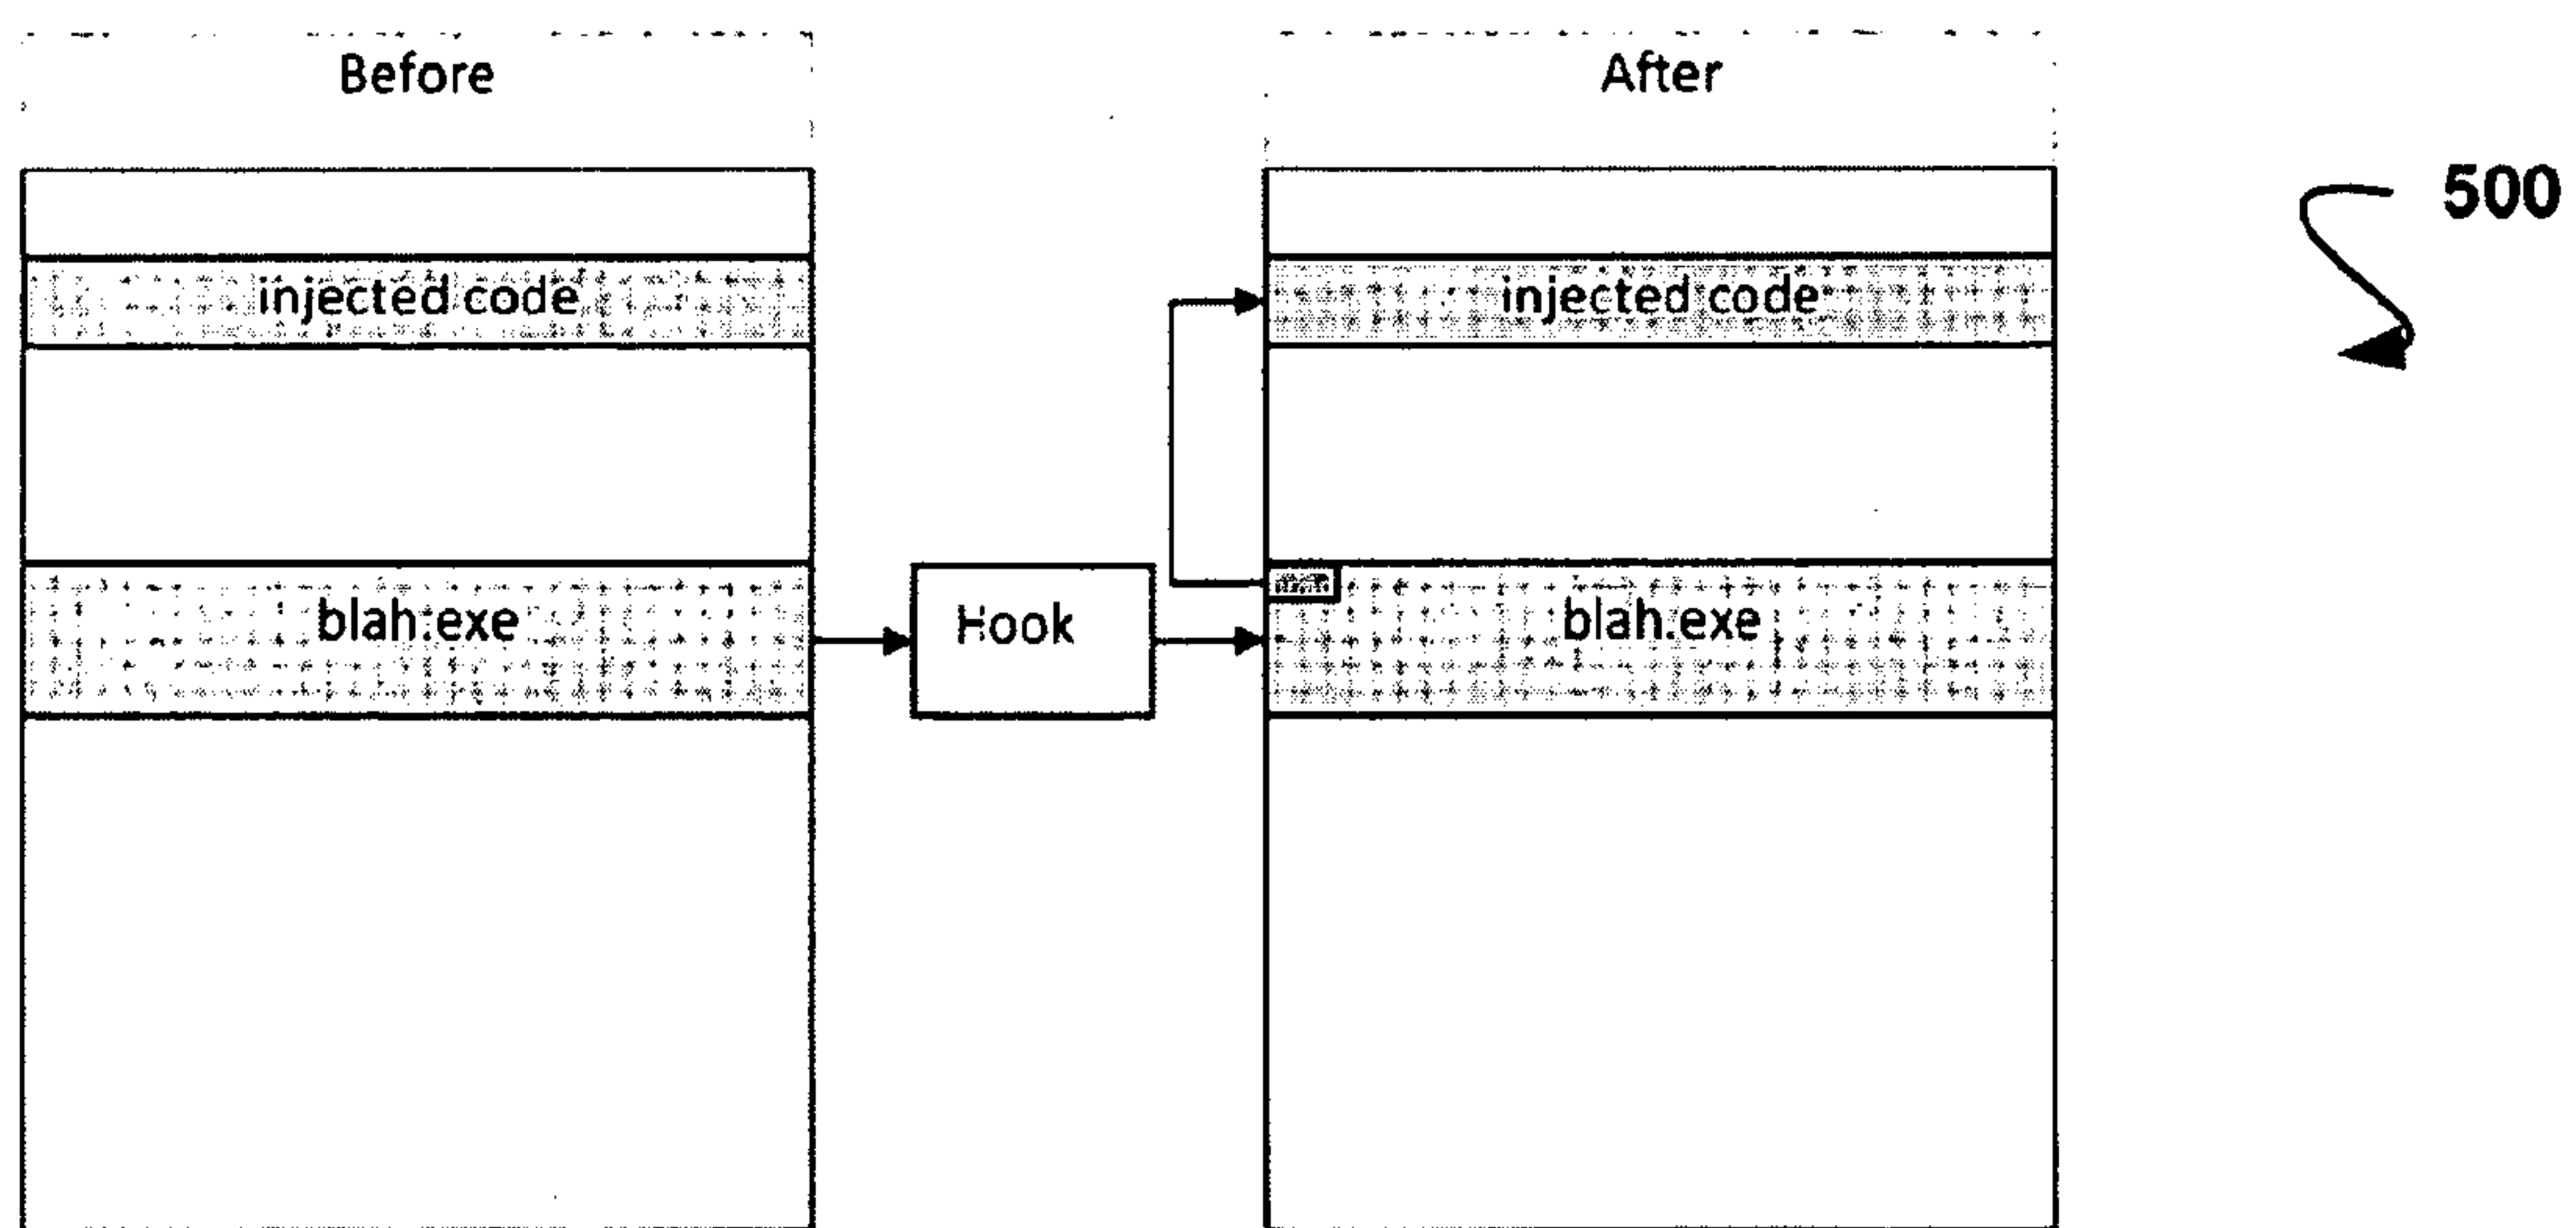 Before
After
500
injected code
injected code
blah.exe
Hook
blah.exe